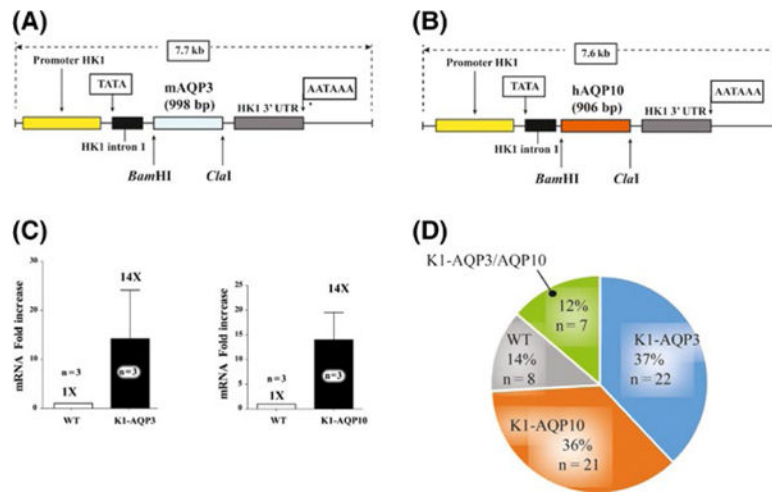 (A)
7.7 kb
Promoter HK1
TATA
mAQP3
(998 bp)
AATAAA
HK1 3' UTR
HK1 intron 1
BamHI
ClaI
(B)
7.6 kb
Promoter HK1
TATA
hAQP10
(906 bp)
AATAAA
HK1 3' UTR
HK1 intron 1
BamHI
ClaI
(C)
mRNA Fold increase
30
20
10
0
14X
n=3
1X
n=3
WT
K1-AQP3
mRNA Fold increase
25
20
15
10
5
0
14X
n=3
1X
n=3
WT
K1-AQP10
(D)
K1-AQP3/AQP10
12%
n = 7
WT
14%
n = 8
K1-AQP3
37%
n = 22
K1-AQP10
36%
n = 21